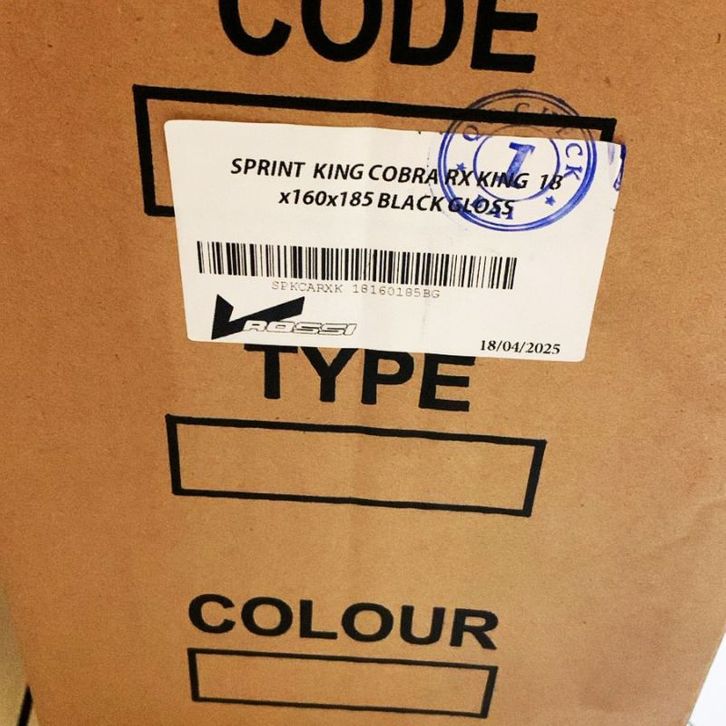 CODE
SPRINT KING COBRA RX KING 18
x160x185 BLACK GLOSS
SPKCARXK 18160185BG
V ROSSI
18/04/2025
TYPE
COLOUR